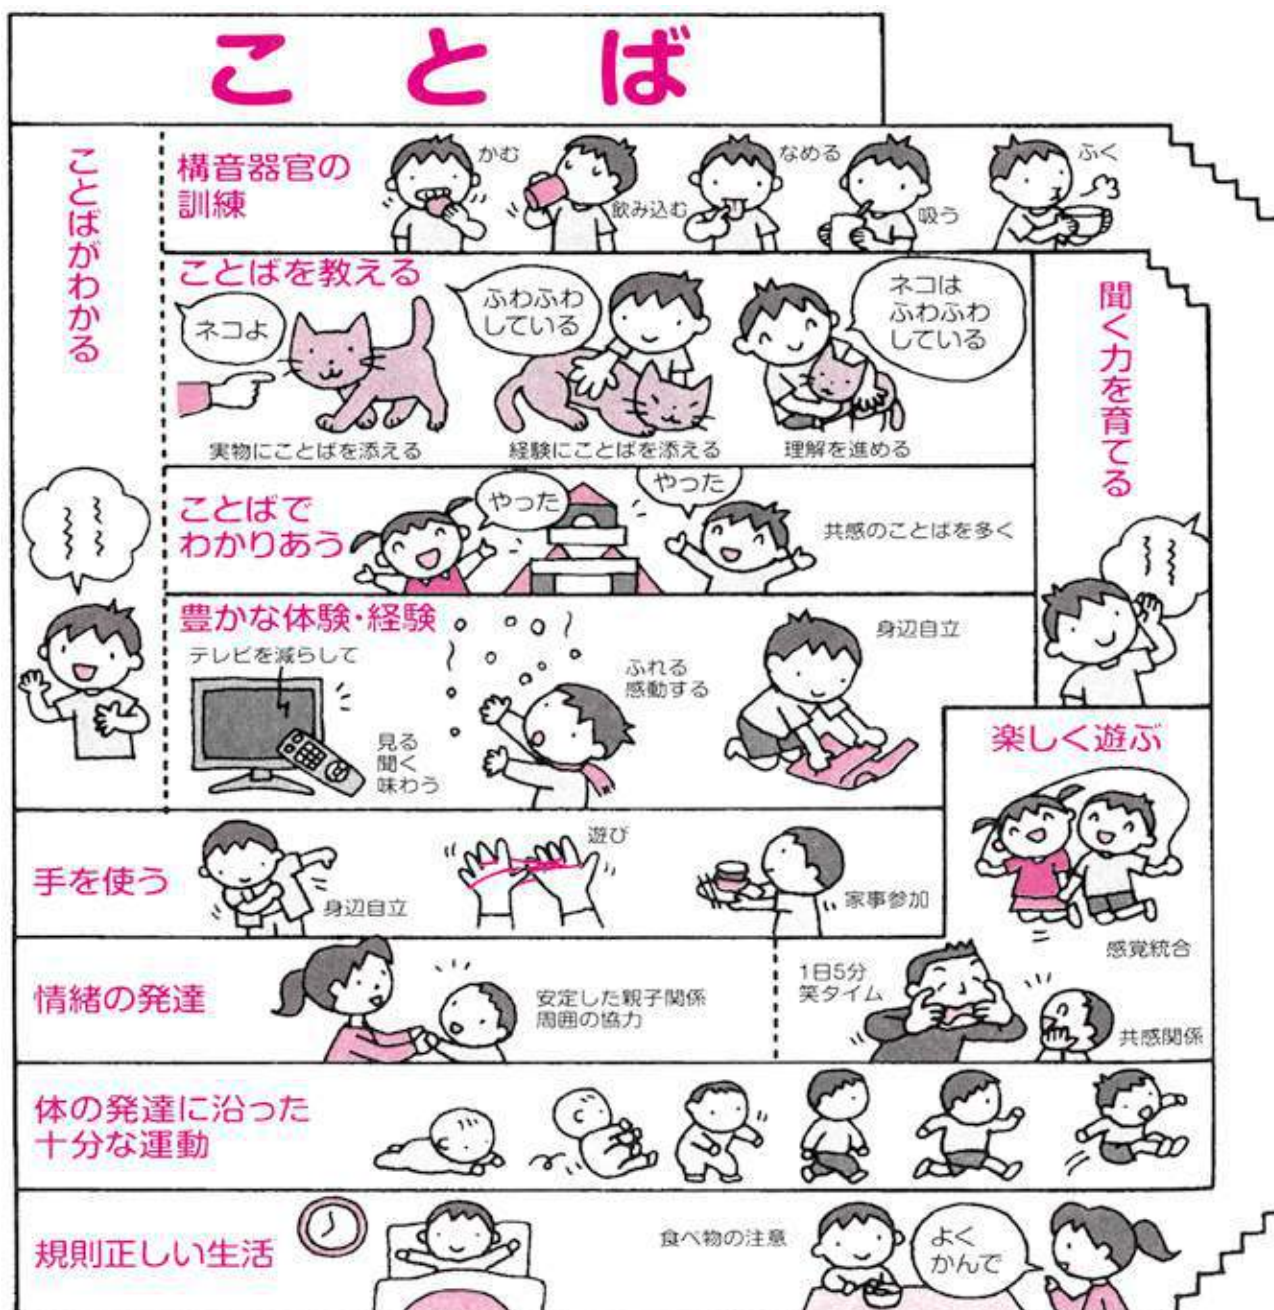 ことば
ことばがわかる
構音器官の
訓練
かむ
飲み込む
なめる
吸う
ふく
ことばを教える
ネコよ
実物にことばを添える
ふわふわ
している
経験にことばを添える
ネコは
ふわふわ
している
理解を進める
聞く力を育てる
ことばで
わかりあう
やった
やった
共感のことばを多く
豊かな体験・経験
テレビを減らして
見る
聞く
味わう
ふれる
感動する
身辺自立
楽しく遊ぶ
感覚統合
手を使う
身辺自立
遊び
家事参加
情緒の発達
安定した親子関係
周囲の協力
1日5分
笑タイム
共感関係
体の発達に沿った
十分な運動
規則正しい生活
食べ物の注意
よく
かんで